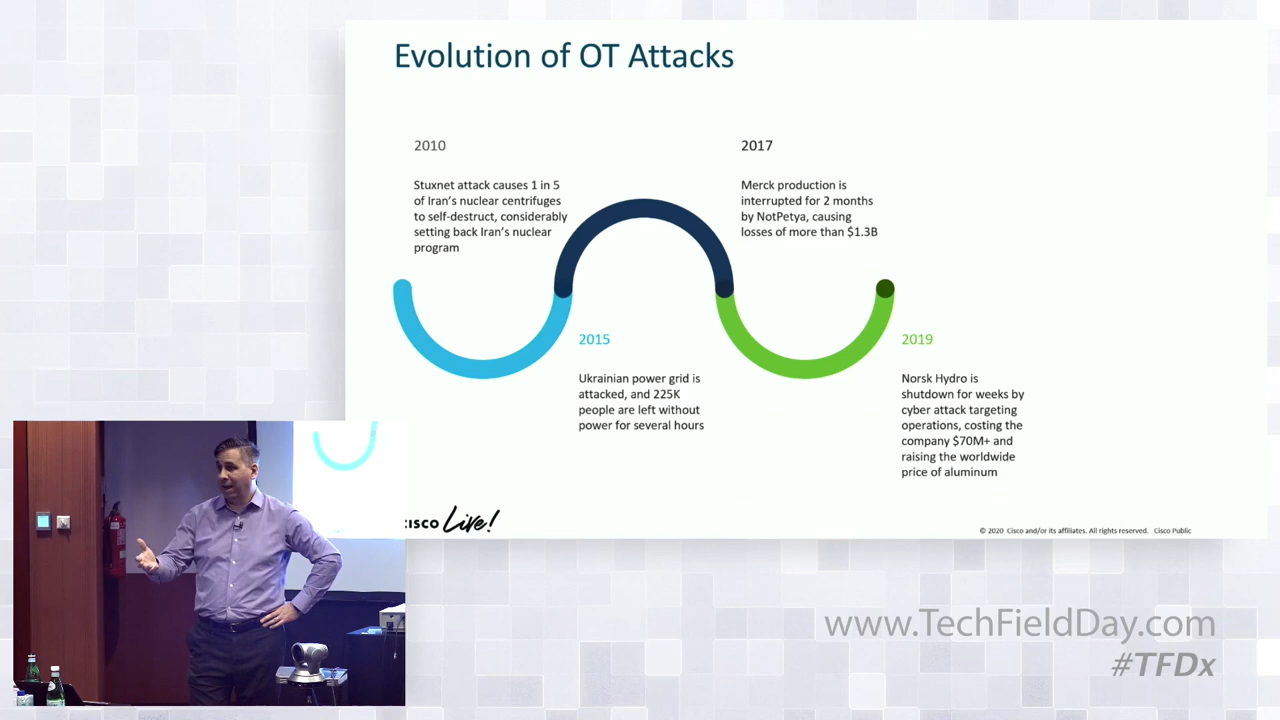 Evolution of OT Attacks
2010
Stuxnet attack causes 1 in 5
of Iran's nuclear centrifuges
to self-destruct, considerably
setting back Iran's nuclear
program
2017
Merck production is
interrupted for 2 months
by NotPetya, causing
losses of more than $1.3B
2015
Ukrainian power grid is
attacked, and 225K
people are left without
power for several hours
2019
Norsk Hydro is
shutdown for weeks by
cyber attack targeting
operations, costing the
company $70M+ and
raising the worldwide
price of aluminum
cisco Live!
© 2020 Cisco and/or its affiliates. All rights reserved. Cisco Public
www.TechFieldDay.com
#TFDx